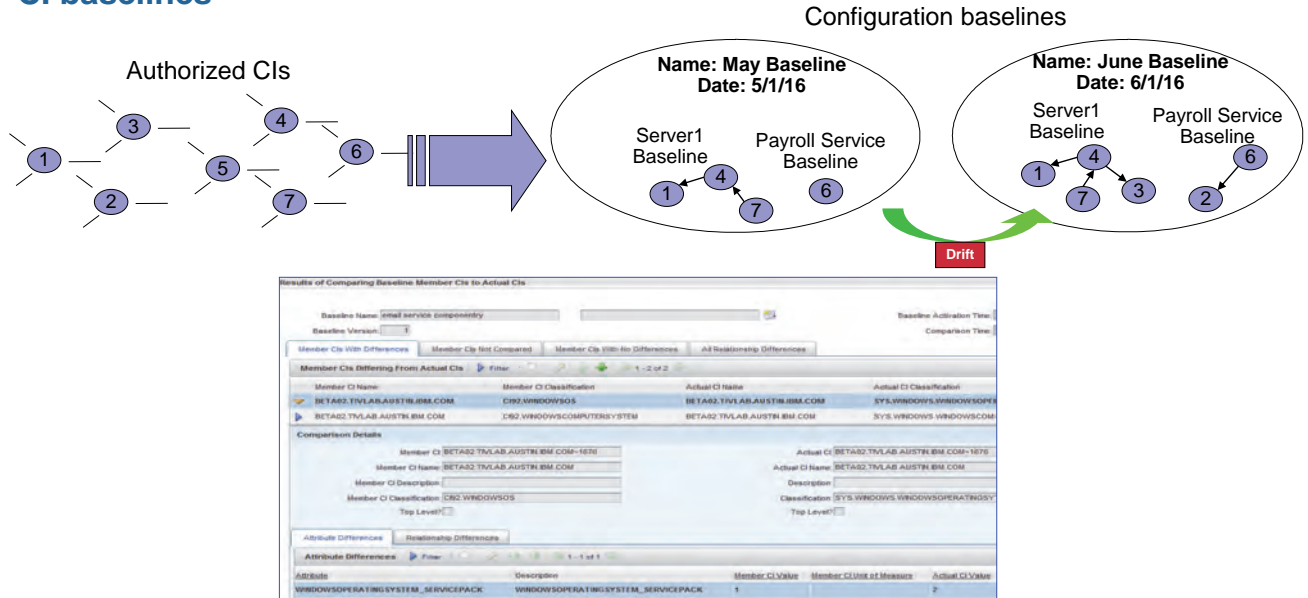 CI baselines
Configuration baselines
Authorized CIs
1
2
3
4
5
6
7
Name: May Baseline
Date: 5/1/16
Server1
Baseline
Payroll Service
Baseline
1
4
7
6
Name: June Baseline
Date: 6/1/16
Server1
Baseline
Payroll Service
Baseline
1
4
7
3
6
2
Drift
Results of Comparing Baseline Member CIs to Actual CIs
Baseline Name: email service componentry
Baseline Activation Time:
Baseline Version: 1
Comparison Time:
Member CIs With Differences Member CIs Not Compared Member CIs With No Differences All Relationship Differences
Member CIs Differing From Actual CIs Filter 1 - 2 of 2
Member CI Name Member CI Classification Actual CI Name Actual CI Classification
BETA02.TIVLAB.AUSTIN.IBM.COM CI92.WINDOWSOS BETA02.TIVLAB.AUSTIN.IBM.COM
BETA02.TIVLAB.AUSTIN.IBM.COM CI92.WINDOWSCOMPUTERSYSTEM BETA02.TIVLAB.AUSTIN.IBM.COM SYS.WINDOWS.WINDOWSCOM
Comparison Details
Member CI: BETA02.TIVLAB.AUSTIN.IBM.COM~1670 Actual CI: BETA02.TIVLAB.AUSTIN.IBM.COM~1670
Member CI Name: BETA02.TIVLAB.AUSTIN.IBM.COM Actual CI Name: BETA02.TIVLAB.AUSTIN.IBM.COM
Member CI Description: Description:
Member CI Classification: CI92.WINDOWSOS Classification: SYS.WINDOWS.WINDOWSOPERATINGSY
Top Level? Top Level?
Attribute Differences Relationship Differences
Attribute Differences Filter 1 - 1 of 1
Attribute Description Member CI Value Member CI Unit of Measure Actual CI Value
WINDOWSOPERATINGSYSTEM_SERVICEPACK WINDOWSOPERATINGSYSTEM_SERVICEPACK 1 2